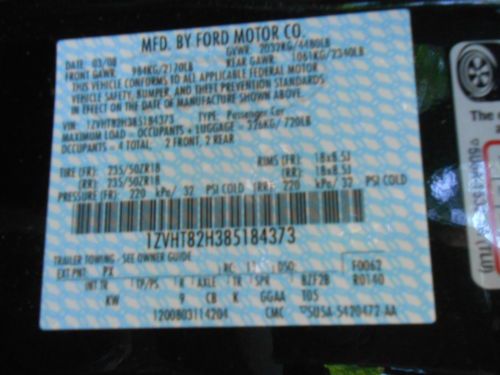 MFD. BY FORD MOTOR CO.
DATE 03/08 GVWR 2032KG/4480LB
FRONT GAWR 984KG/2170LB REAR GAWR 1061KG/2340LB
THIS VEHICLE CONFORMS TO ALL APPLICABLE FEDERAL MOTOR
VEHICLE SAFETY, BUMPER, AND THEFT PREVENTION STANDARDS
IN EFFECT ON THE DATE OF MANUFACTURE SHOWN ABOVE.
VIN: 1ZVHT82H385184373 TYPE: Passenger Car
MAXIMUM LOAD = OCCUPANTS + LUGGAGE = 326KG/720LB
OCCUPANTS = 4 TOTAL: 2 FRONT, 2 REAR
TIRE (FR): 235/50ZR18 RIMS (FR): 18x8.5J
(RR): 235/50ZR18 (RR): 18x8.5J
PRESSURE (FR): 220 kPa/ 32 PSI COLD (RR): 220 kPa/ 32 PSI COLD
1ZVHT82H385184373
TRAILER TOWING - SEE OWNER GUIDE
EXT PNT: PX RC: DSO: F0062
INT TR TP/PS R AXLE TR SPR BZF2B R0140
KW 9 CB K GGAA 105
1200803114204 CMC 5U5A-5420472-AA
The